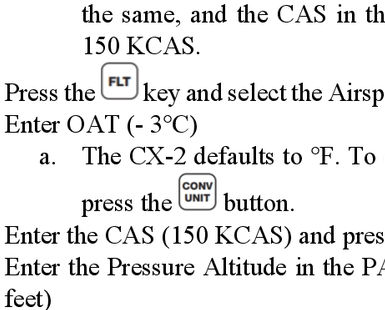 the same, and the CAS in th
150 KCAS.
Press the FLT key and select the Airsp
Enter OAT (- 3°C)
a. The CX-2 defaults to °F. To
press the CONV UNIT button.
Enter the CAS (150 KCAS) and pres
Enter the Pressure Altitude in the PA
feet)